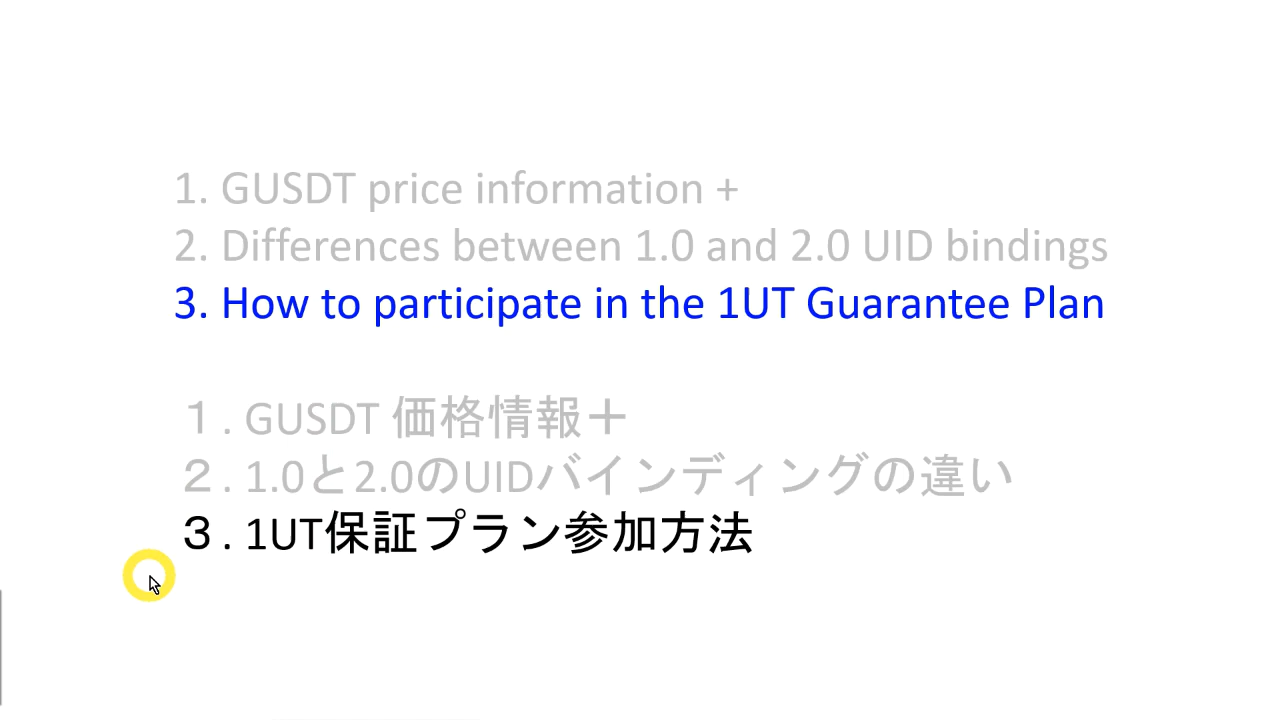 1. GUSDT price information +
2. Differences between 1.0 and 2.0 UID bindings
3. How to participate in the 1UT Guarantee Plan
１. GUSDT 価格情報＋
２. 1.0と2.0のUIDバインディングの違い
３. 1UT保証プラン参加方法